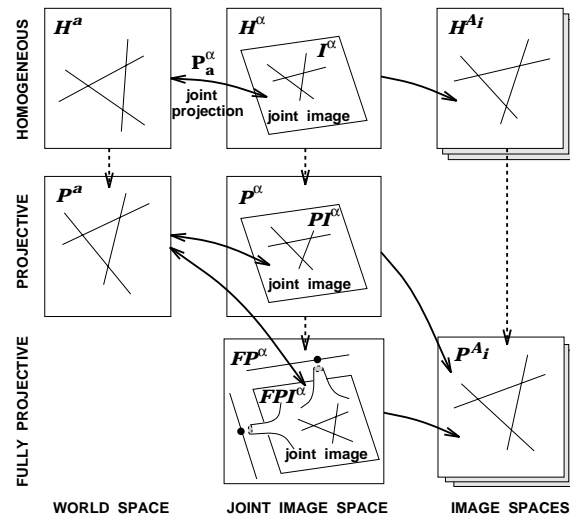 HOMOGENEOUS
H^a
P_a^α
joint
projection
H^α
I^α
joint image
H^{A_i}
PROJECTIVE
P^a
P^α
PI^α
joint image
FULLY PROJECTIVE
FP^α
FPI^α
joint image
P^{A_i}
WORLD SPACE
JOINT IMAGE SPACE
IMAGE SPACES